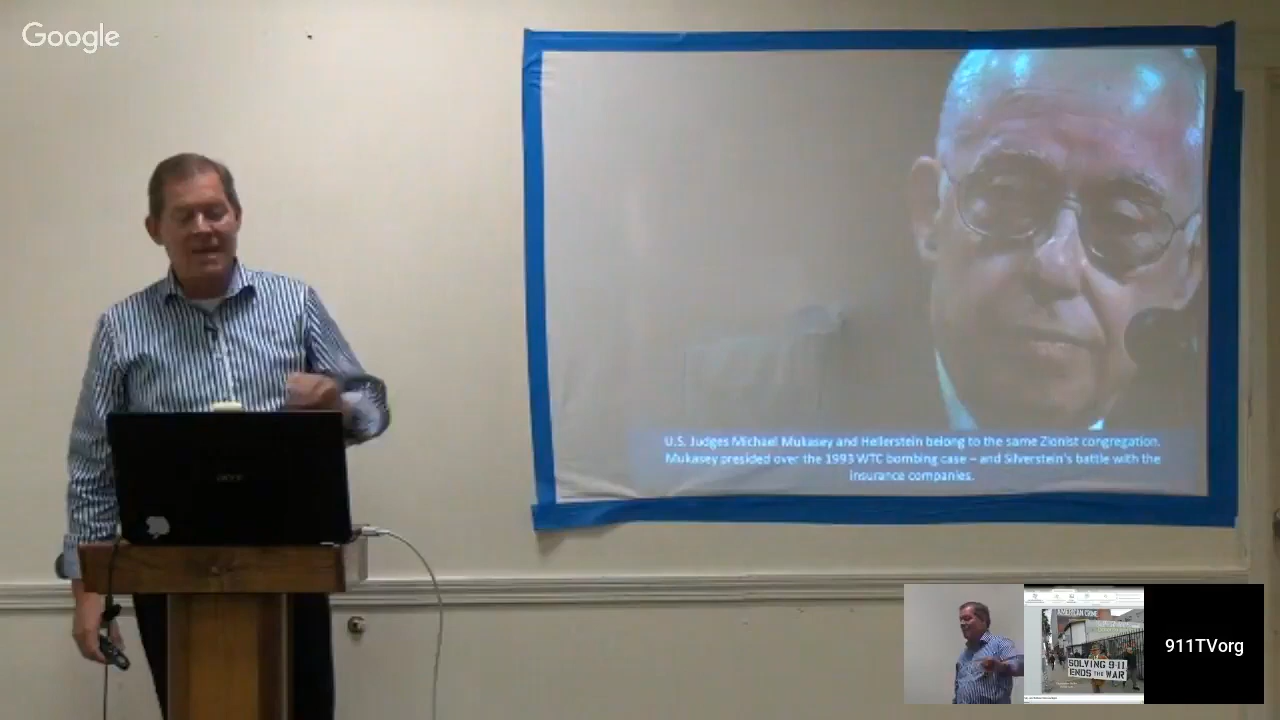 Google
U.S. Judges Michael Mukasey and Hellerstein belong to the same Zionist congregation.
Mukasey presided over the 1993 WTC bombing case – and Silverstein's battle with the
insurance companies.
acer
AMERICAN CRIME
SOLVING 9-11
ENDS THE WAR
911TVorg